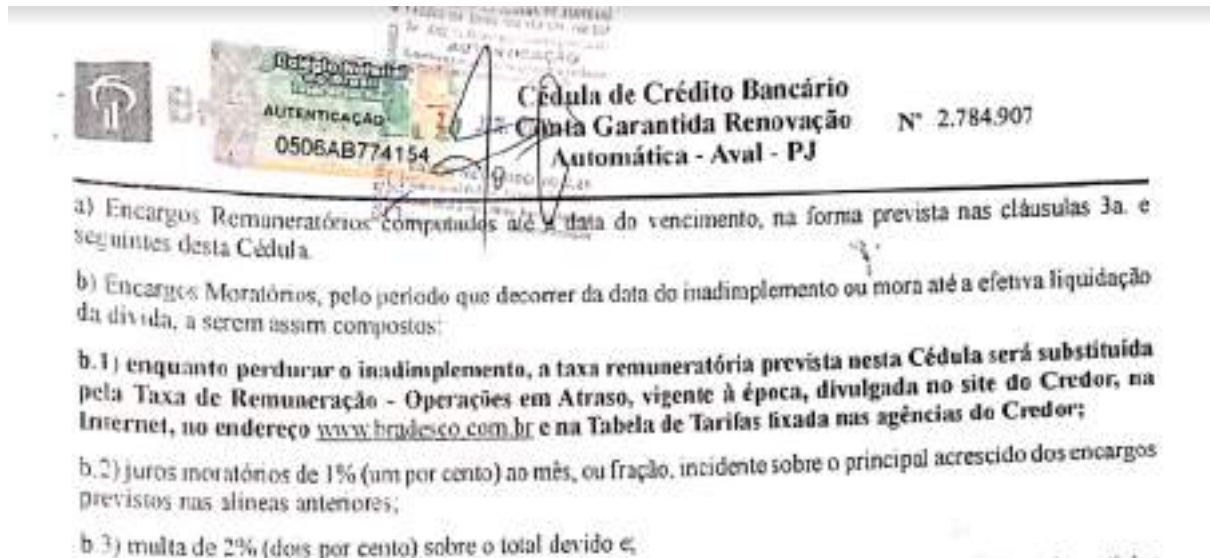 AUTENTICAÇÃO
Colégio Notarial
AUTENTICAÇÃO
0506AB774154
Cédula de Crédito Bancário
Conta Garantida Renovação Nº 2.784.907
Automática - Aval - PJ
a) Encargos Remuneratórios computados até a data do vencimento, na forma prevista nas cláusulas 3a. e
seguintes desta Cédula.
b) Encargos Moratórios, pelo período que decorrer da data do inadimplemento ou mora até a efetiva liquidação
da dívida, a serem assim compostos:
b.1) enquanto perdurar o inadimplemento, a taxa remuneratória prevista nesta Cédula será substituída
pela Taxa de Remuneração - Operações em Atraso, vigente à época, divulgada no site do Credor, na
Internet, no endereço www.bradesco.com.br e na Tabela de Tarifas fixada nas agências do Credor;
b.2) juros moratórios de 1% (um por cento) ao mês, ou fração, incidente sobre o principal acrescido dos encargos
previstos nas alíneas anteriores;
b.3) multa de 2% (dois por cento) sobre o total devido e;